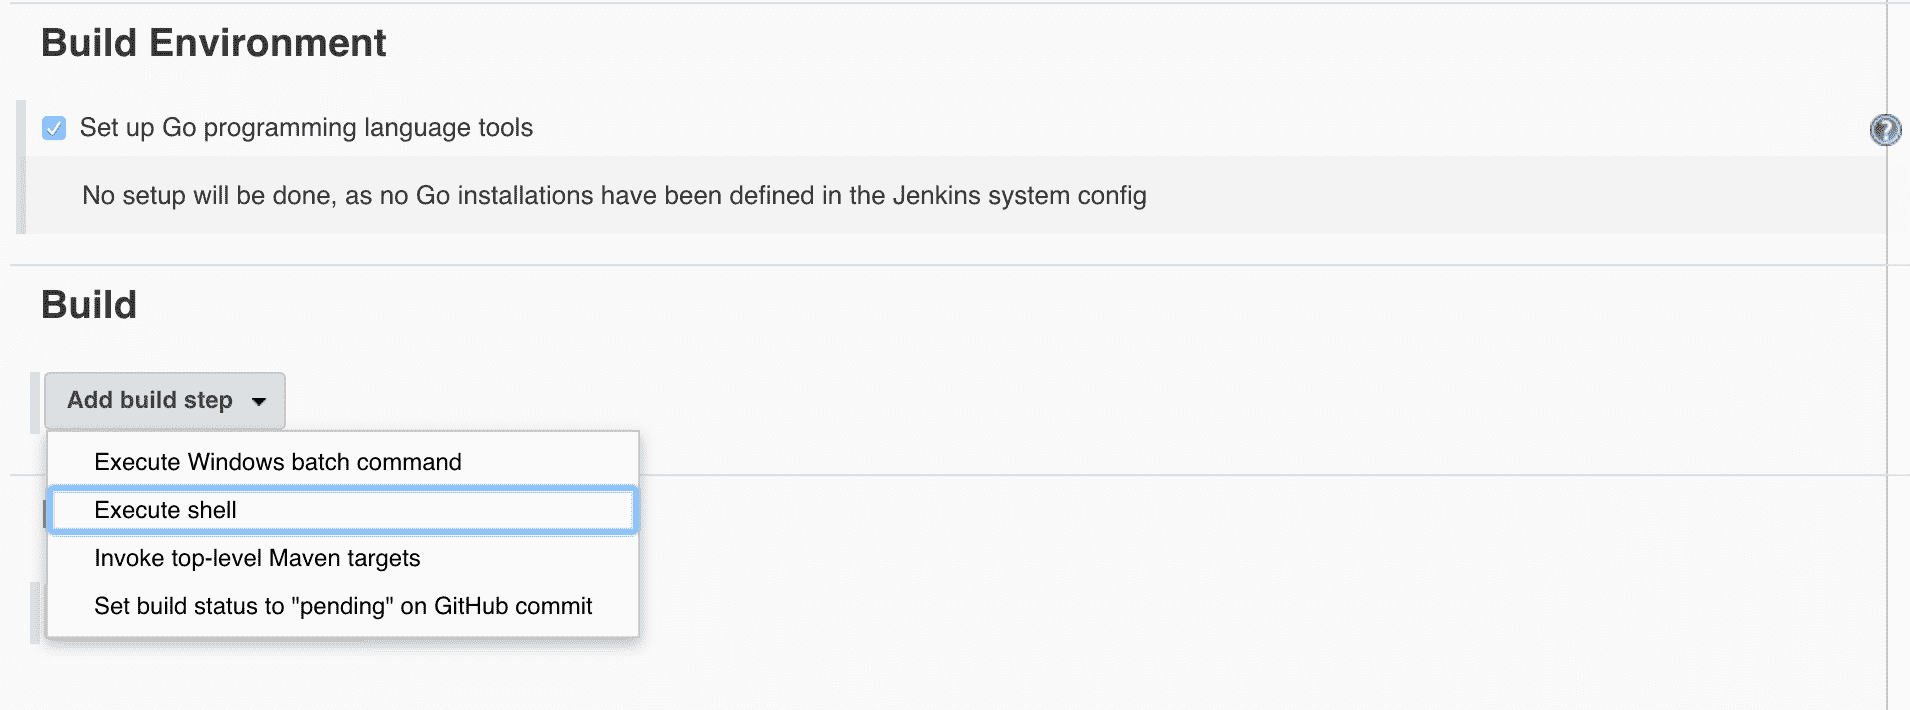 Build Environment
Set up Go programming language tools
?
No setup will be done, as no Go installations have been defined in the Jenkins system config
Build
Add build step
Execute Windows batch command
Execute shell
Invoke top-level Maven targets
Set build status to "pending" on GitHub commit